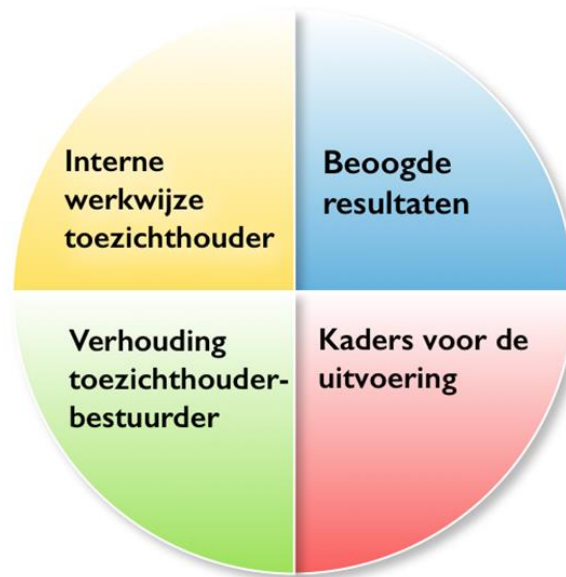 Interne
werkwijze
toezichthouder
Beoogde
resultaten
Verhouding
toezichthouder-
bestuurder
Kaders voor de
uitvoering